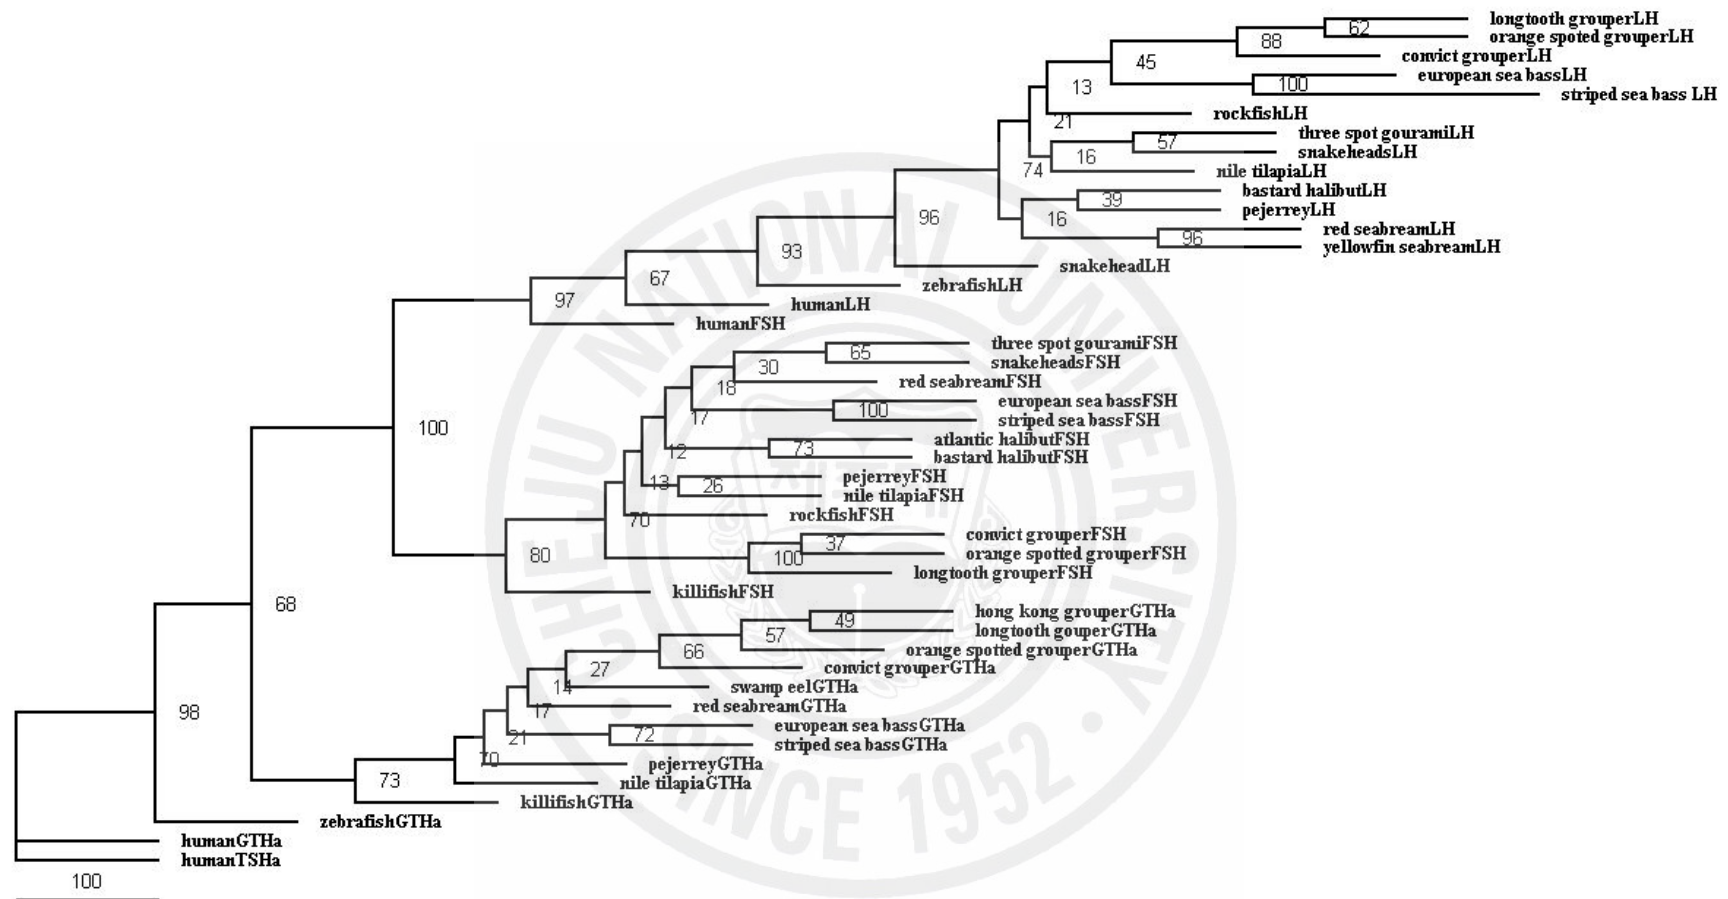 longtooth grouperLH
62
orange spoted grouperLH
88
convict grouperLH
45
european sea bassLH
100
striped sea bass LH
13
rockfishLH
21
three spot gouramiLH
57
snakeheadsLH
16
nile tilapiaLH
74
bastard halibutLH
39
pejerreyLH
16
red seabreamLH
96
yellowfin seabreamLH
96
snakeheadLH
93
zebrafishLH
67
humanLH
97
humanFSH
three spot gouramiFSH
65
snakeheadsFSH
30
red seabreamFSH
18
european sea bassFSH
100
striped sea bassFSH
17
atlantic halibutFSH
73
bastard halibutFSH
12
pejerreyFSH
26
nile tilapiaFSH
13
rockfishFSH
70
convict grouperFSH
37
orange spotted grouperFSH
100
longtooth grouperFSH
80
killifishFSH
100
hong kong grouperGTHa
49
longtooth gouperGTHa
57
orange spotted grouperGTHa
66
convict grouperGTHa
27
swamp eelGTHa
14
red seabreamGTHa
17
european sea bassGTHa
72
striped sea bassGTHa
21
pejerreyGTHa
70
nile tilapiaGTHa
73
killifishGTHa
68
zebrafishGTHa
98
humanGTHa
humanTSHa
100
CHEJU NATIONAL UNIVERSITY
SINCE 1952